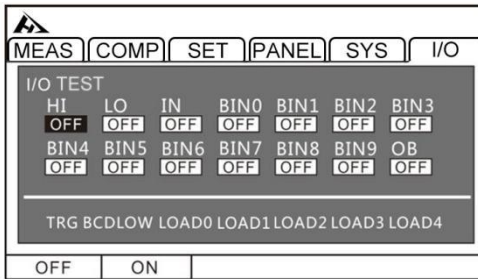 MEAS COMP SET PANEL SYS I/O
I/O TEST
HI LO IN BIN0 BIN1 BIN2 BIN3
OFF OFF OFF OFF OFF OFF OFF
BIN4 BIN5 BIN6 BIN7 BIN8 BIN9 OB
OFF OFF OFF OFF OFF OFF OFF
TRG BCDLOW LOAD0 LOAD1 LOAD2 LOAD3 LOAD4
OFF ON